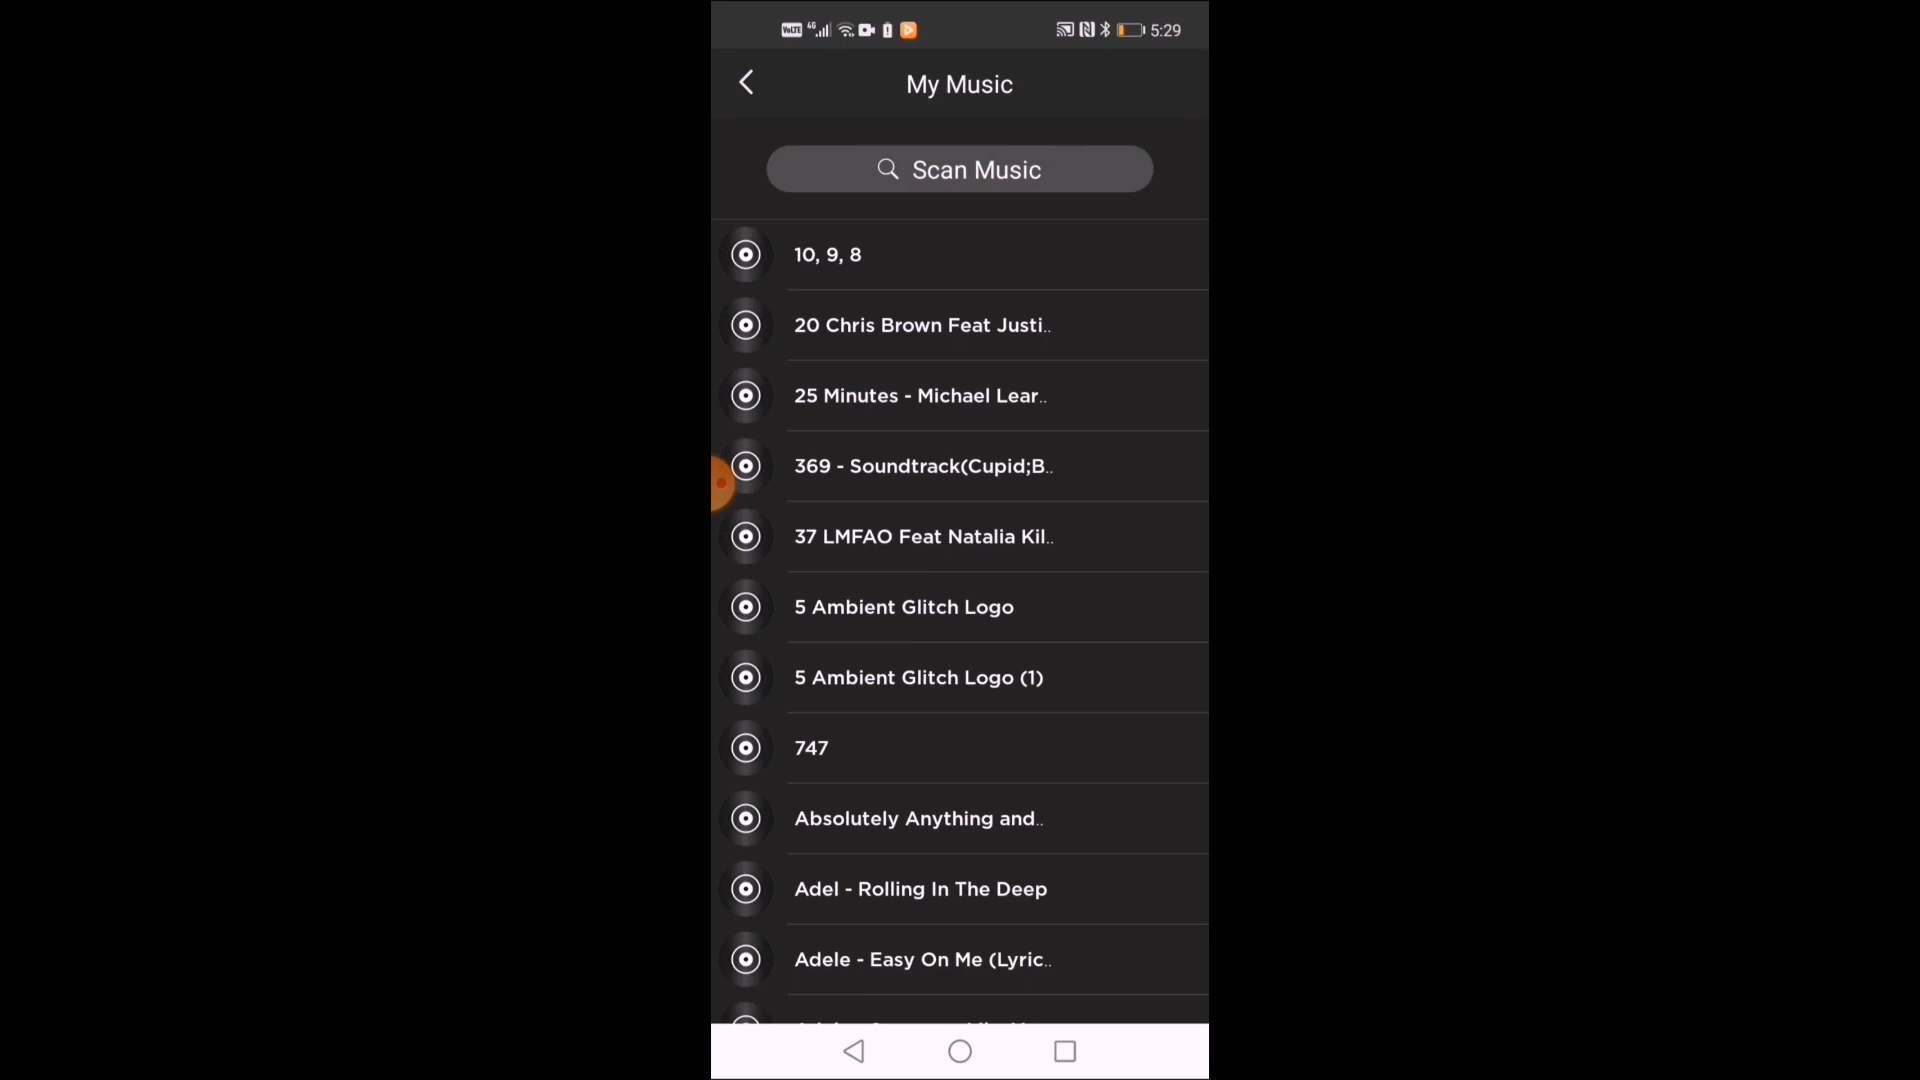 VoLTE 4G 5:29
My Music
Scan Music
10, 9, 8
20 Chris Brown Feat Justi..
25 Minutes - Michael Lear..
369 - Soundtrack(Cupid;B..
37 LMFAO Feat Natalia Kil..
5 Ambient Glitch Logo
5 Ambient Glitch Logo (1)
747
Absolutely Anything and..
Adel - Rolling In The Deep
Adele - Easy On Me (Lyric..